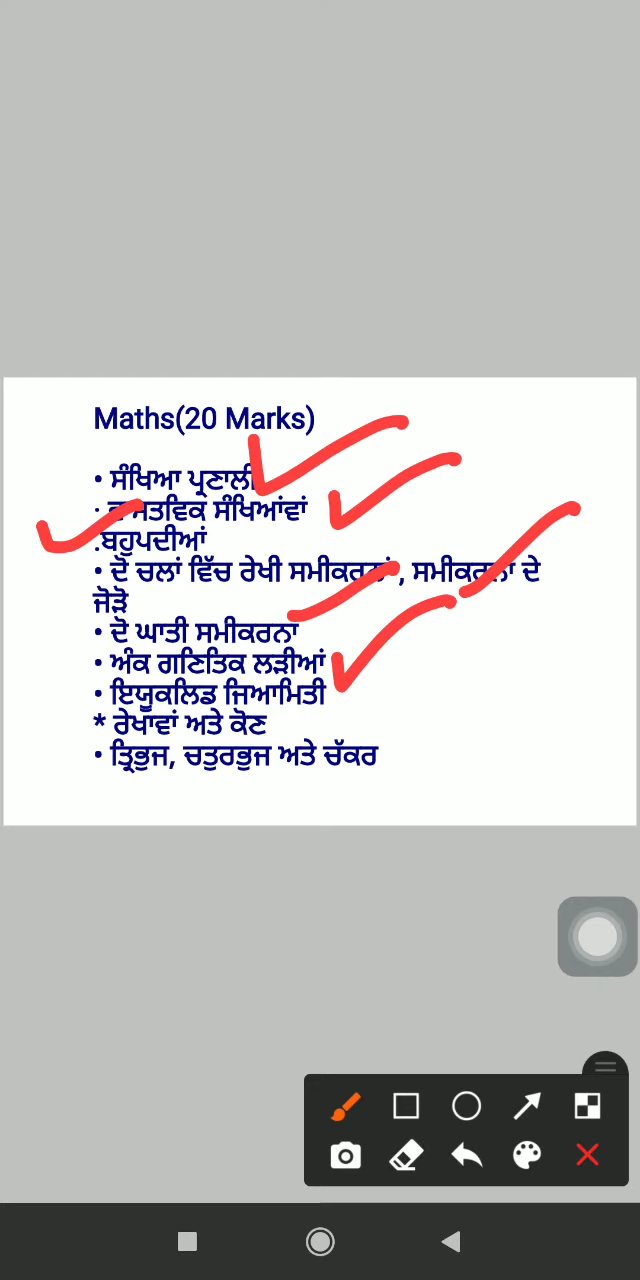 Maths(20 Marks)
• ਸੰਖਿਆ ਪ੍ਰਣਾਲੀ
· ਵਾਸਤਵਿਕ ਸੰਖਿਆਂਵਾਂ
.ਬਹੁਪਦੀਆਂ
• ਦੋ ਚਲਾਂ ਵਿੱਚ ਰੇਖੀ ਸਮੀਕਰਨਾਂ , ਸਮੀਕਰਨਾਂ ਦੇ
ਜੋੜੋ
• ਦੋ ਘਾਤੀ ਸਮੀਕਰਨਾ
• ਅੰਕ ਗਣਿਤਿਕ ਲੜੀਆਂ
• ਇਯੂਕਲਿਡ ਜਿਆਮਿਤੀ
* ਰੇਖਾਵਾਂ ਅਤੇ ਕੋਣ
• ਤ੍ਰਿਭੁਜ, ਚਤੁਰਭੁਜ ਅਤੇ ਚੱਕਰ